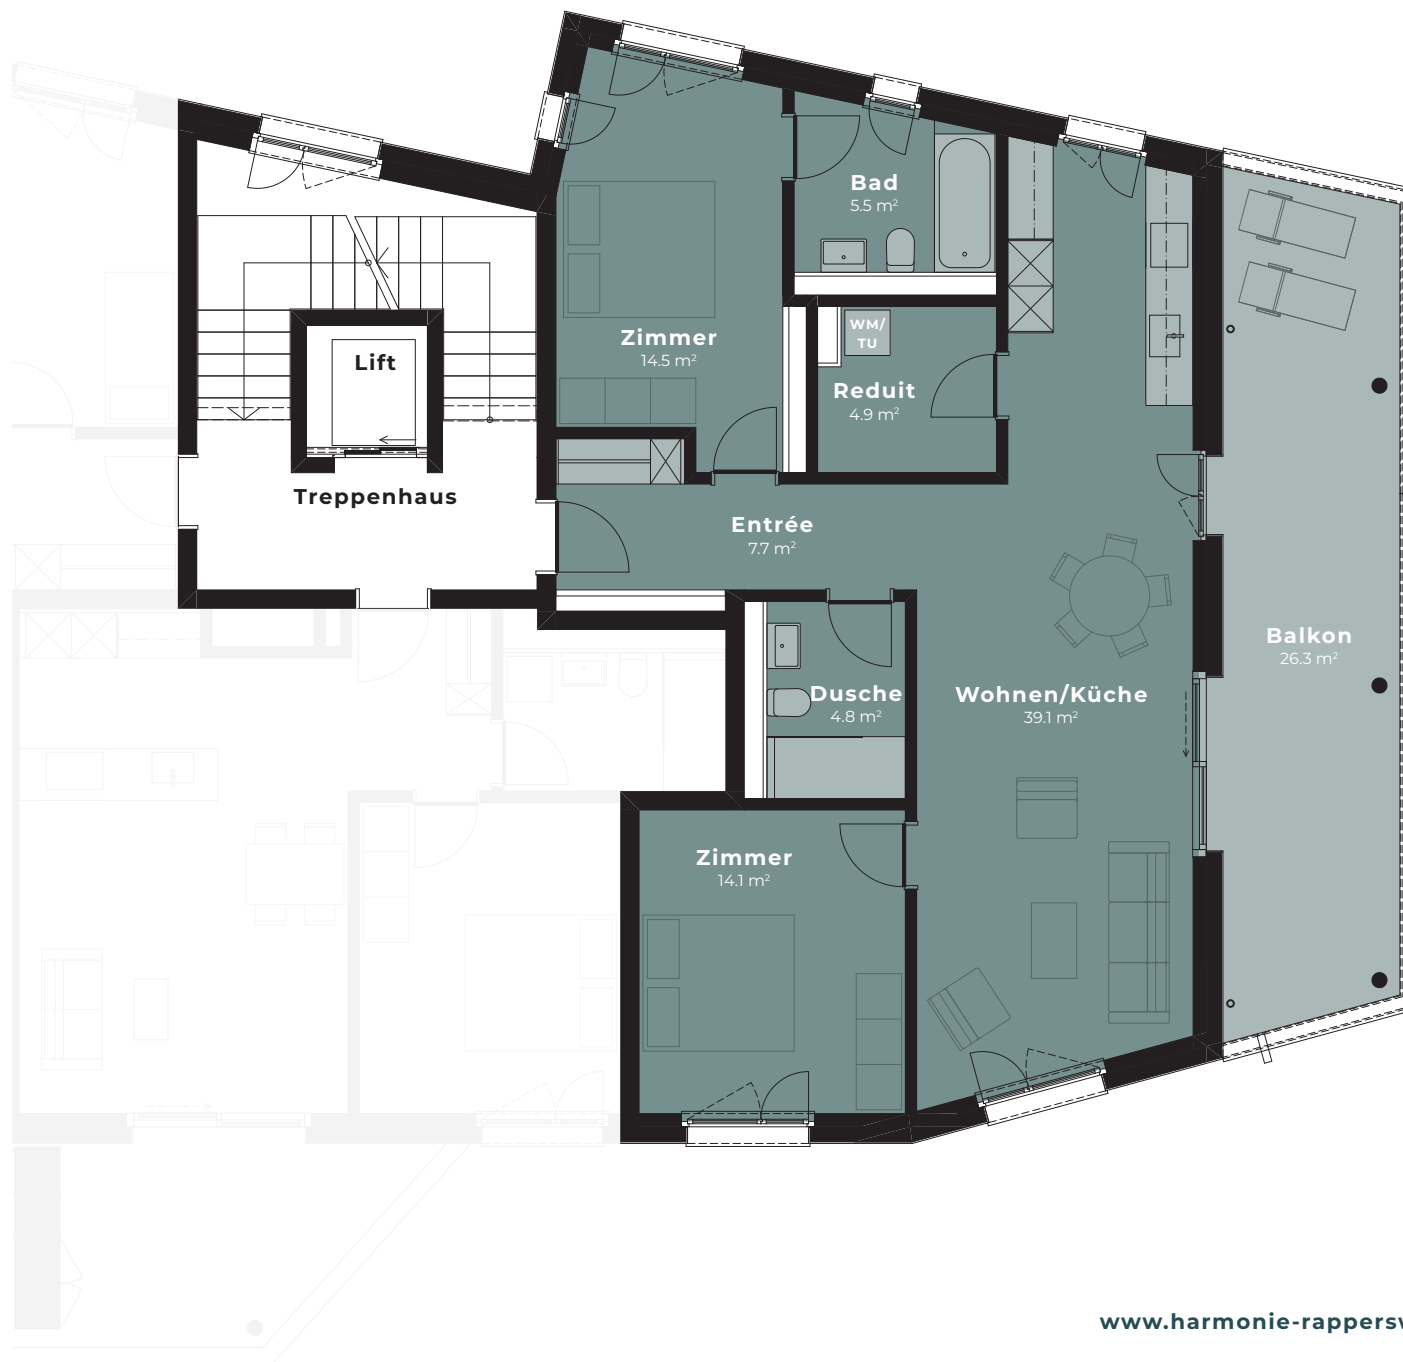 Bad
5.5 m²
Zimmer
14.5 m²
WM/
TU
Lift
Reduit
4.9 m²
Treppenhaus
Entrée
7.7 m²
Balkon
26.3 m²
Dusche
4.8 m²
Wohnen/Küche
39.1 m²
Zimmer
14.1 m²
www.harmonie-rappersw